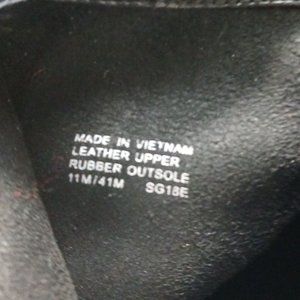 MADE IN VIETNAM
LEATHER UPPER
RUBBER OUTSOLE
11M/41M SG18E